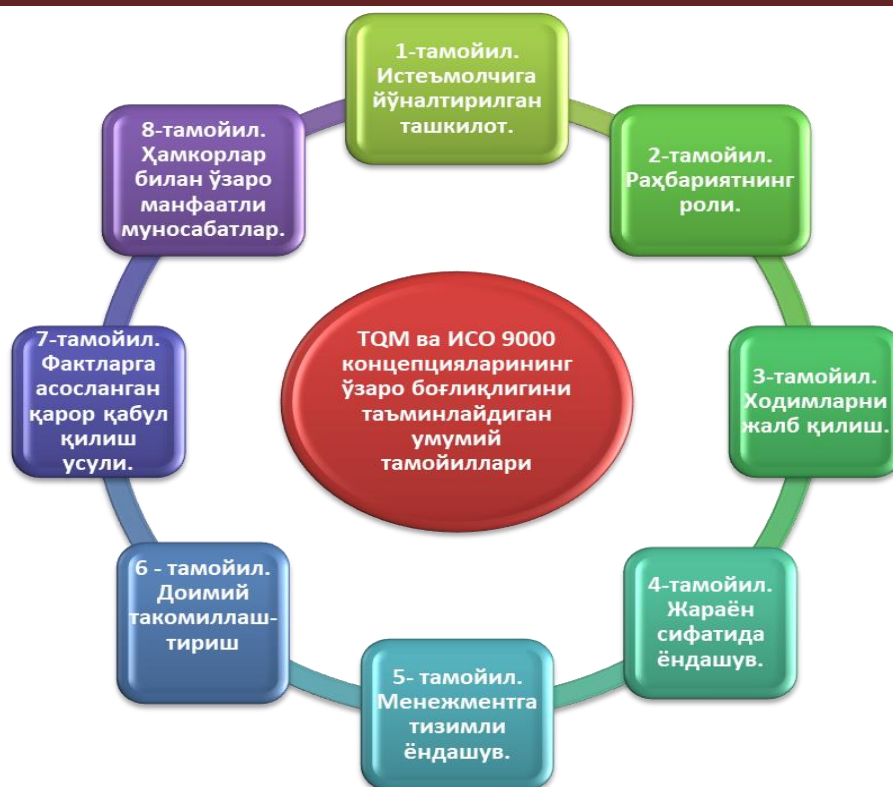 1-тамойил.
Истеъмолчига
йўналтирилган
ташкилот.
2-тамойил.
Раҳбариятнинг
роли.
3-тамойил.
Ходимларни
жалб қилиш.
4-тамойил.
Жараён
сифатида
ёндашув.
5- тамойил.
Менежментга
тизимли
ёндашув.
6 - тамойил.
Доимий
такомиллаш-
тириш
7-тамойил.
Фактларга
асосланган
қарор қабул
қилиш
усули.
8-тамойил.
Ҳамкорлар
билан ўзаро
манфаатли
муносабатлар.
TQM ва ИСО 9000
концепцияларининг
ўзаро боғлиқлигини
таъминлайдиган
умумий
тамойиллари